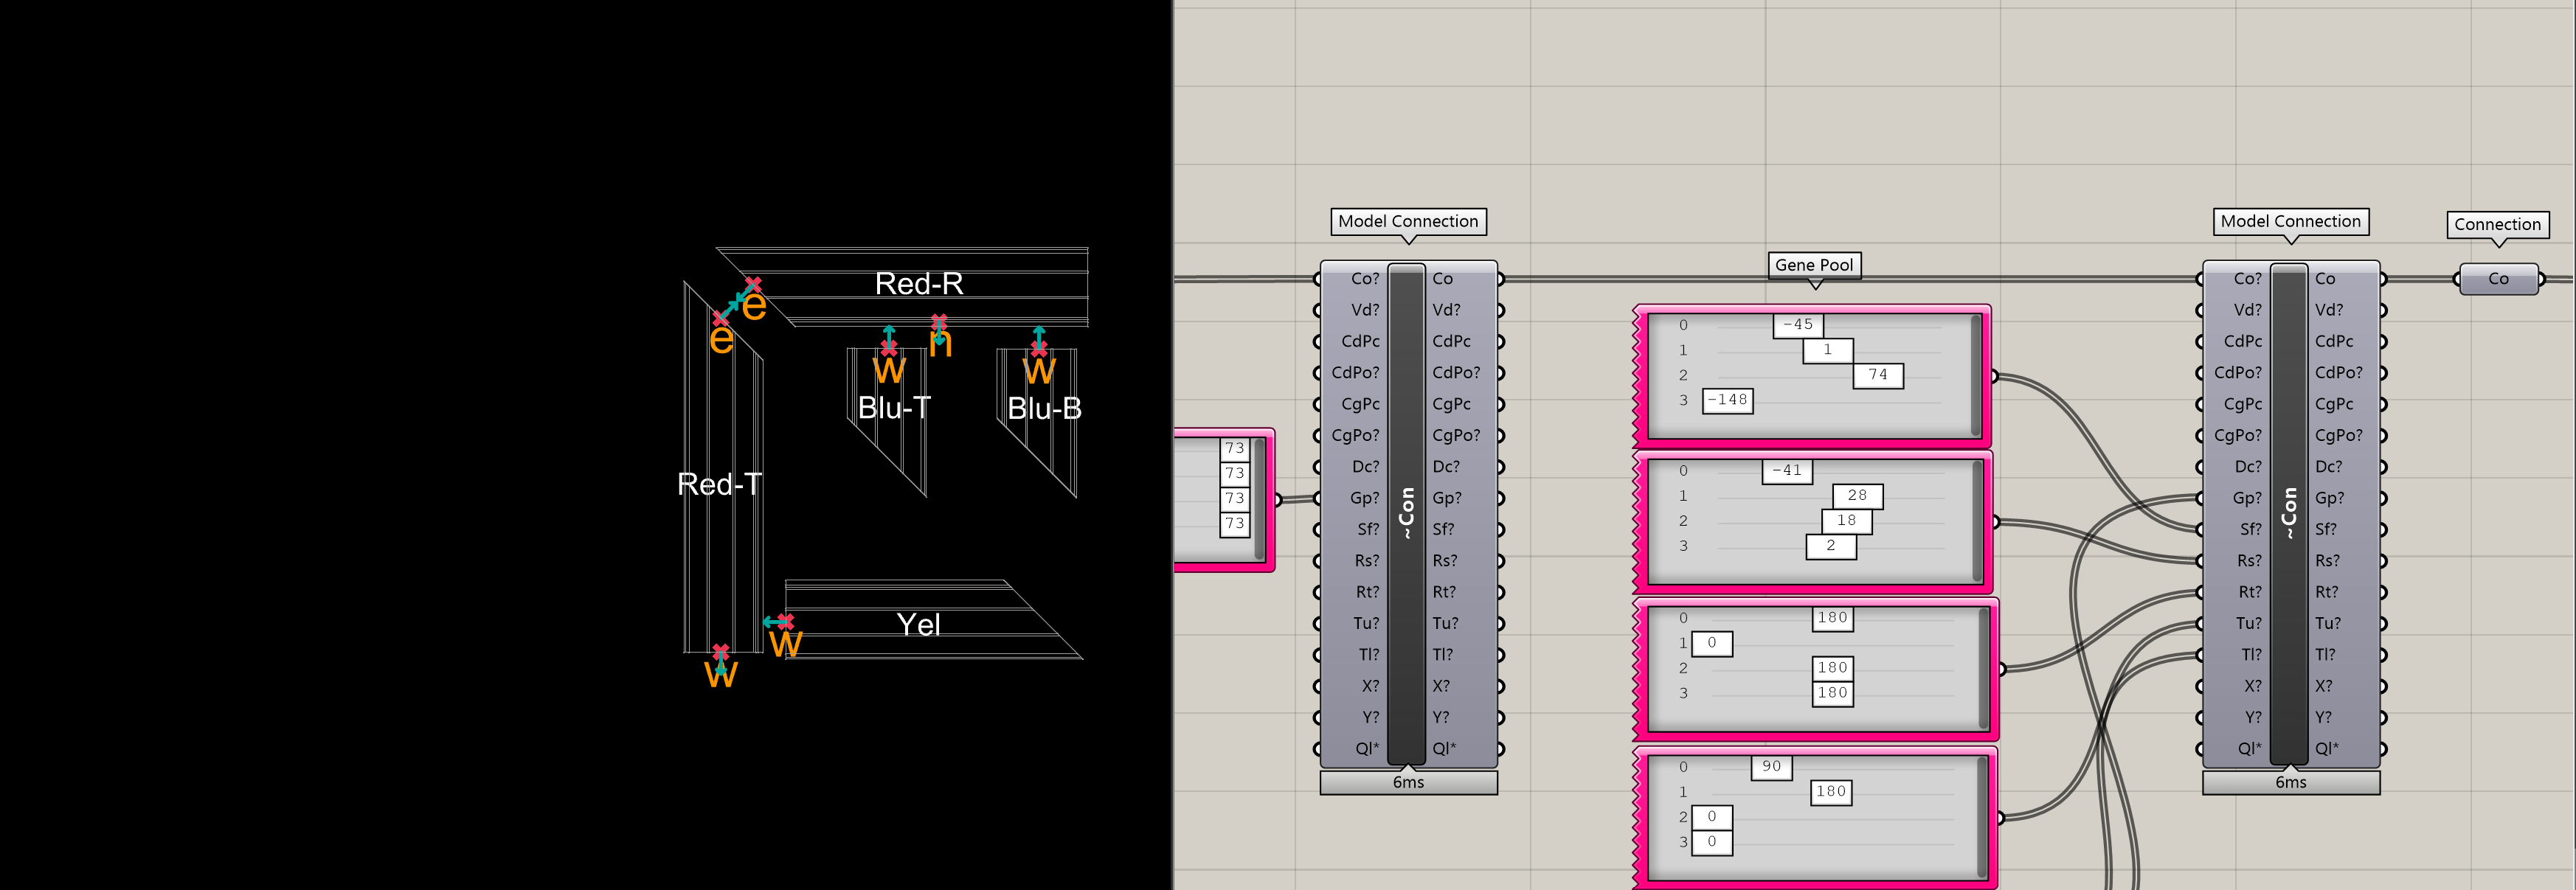 Red-R
e
e
n
w
w
Blu-T
Blu-B
Red-T
Yel
w
w
73
73
73
73
Model Connection
Co? Co
Vd? Vd?
CdPc CdPc
CdPo? CdPo?
CgPc CgPc
CgPo? CgPo?
Dc? Dc?
Gp? Gp?
Sf? Sf?
Rs? Rs?
Rt? Rt?
Tu? Tu?
Tl? Tl?
X? X?
Y? Y?
Ql* Ql*
~Con
6ms
Gene Pool
0 -45
1 1
2 74
3 -148
0 -41
1 28
2 18
3 2
0 180
1 0
2 180
3 180
0 90
1 180
2 0
3 0
Model Connection
Co? Co
Vd? Vd?
CdPc CdPc
CdPo? CdPo?
CgPc CgPc
CgPo? CgPo?
Dc? Dc?
Gp? Gp?
Sf? Sf?
Rs? Rs?
Rt? Rt?
Tu? Tu?
Tl? Tl?
X? X?
Y? Y?
Ql* Ql*
~Con
6ms
Connection
Co